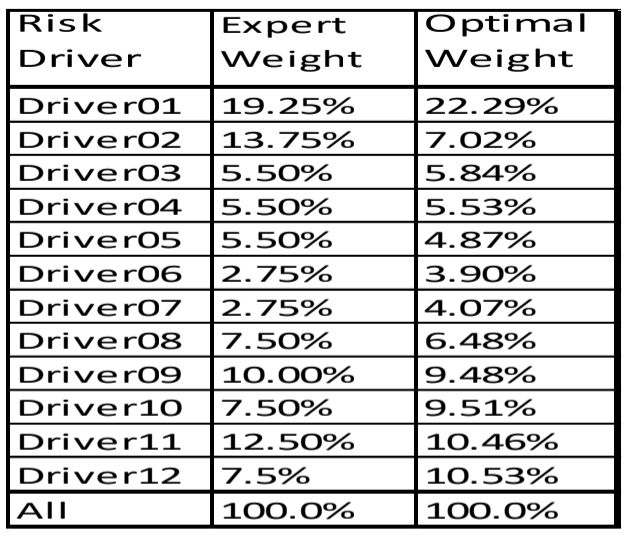 Risk Driver Expert Weight Optimal Weight
Driver01 19.25% 22.29%
Driver02 13.75% 7.02%
Driver03 5.50% 5.84%
Driver04 5.50% 5.53%
Driver05 5.50% 4.87%
Driver06 2.75% 3.90%
Driver07 2.75% 4.07%
Driver08 7.50% 6.48%
Driver09 10.00% 9.48%
Driver10 7.50% 9.51%
Driver11 12.50% 10.46%
Driver12 7.5% 10.53%
All 100.0% 100.0%